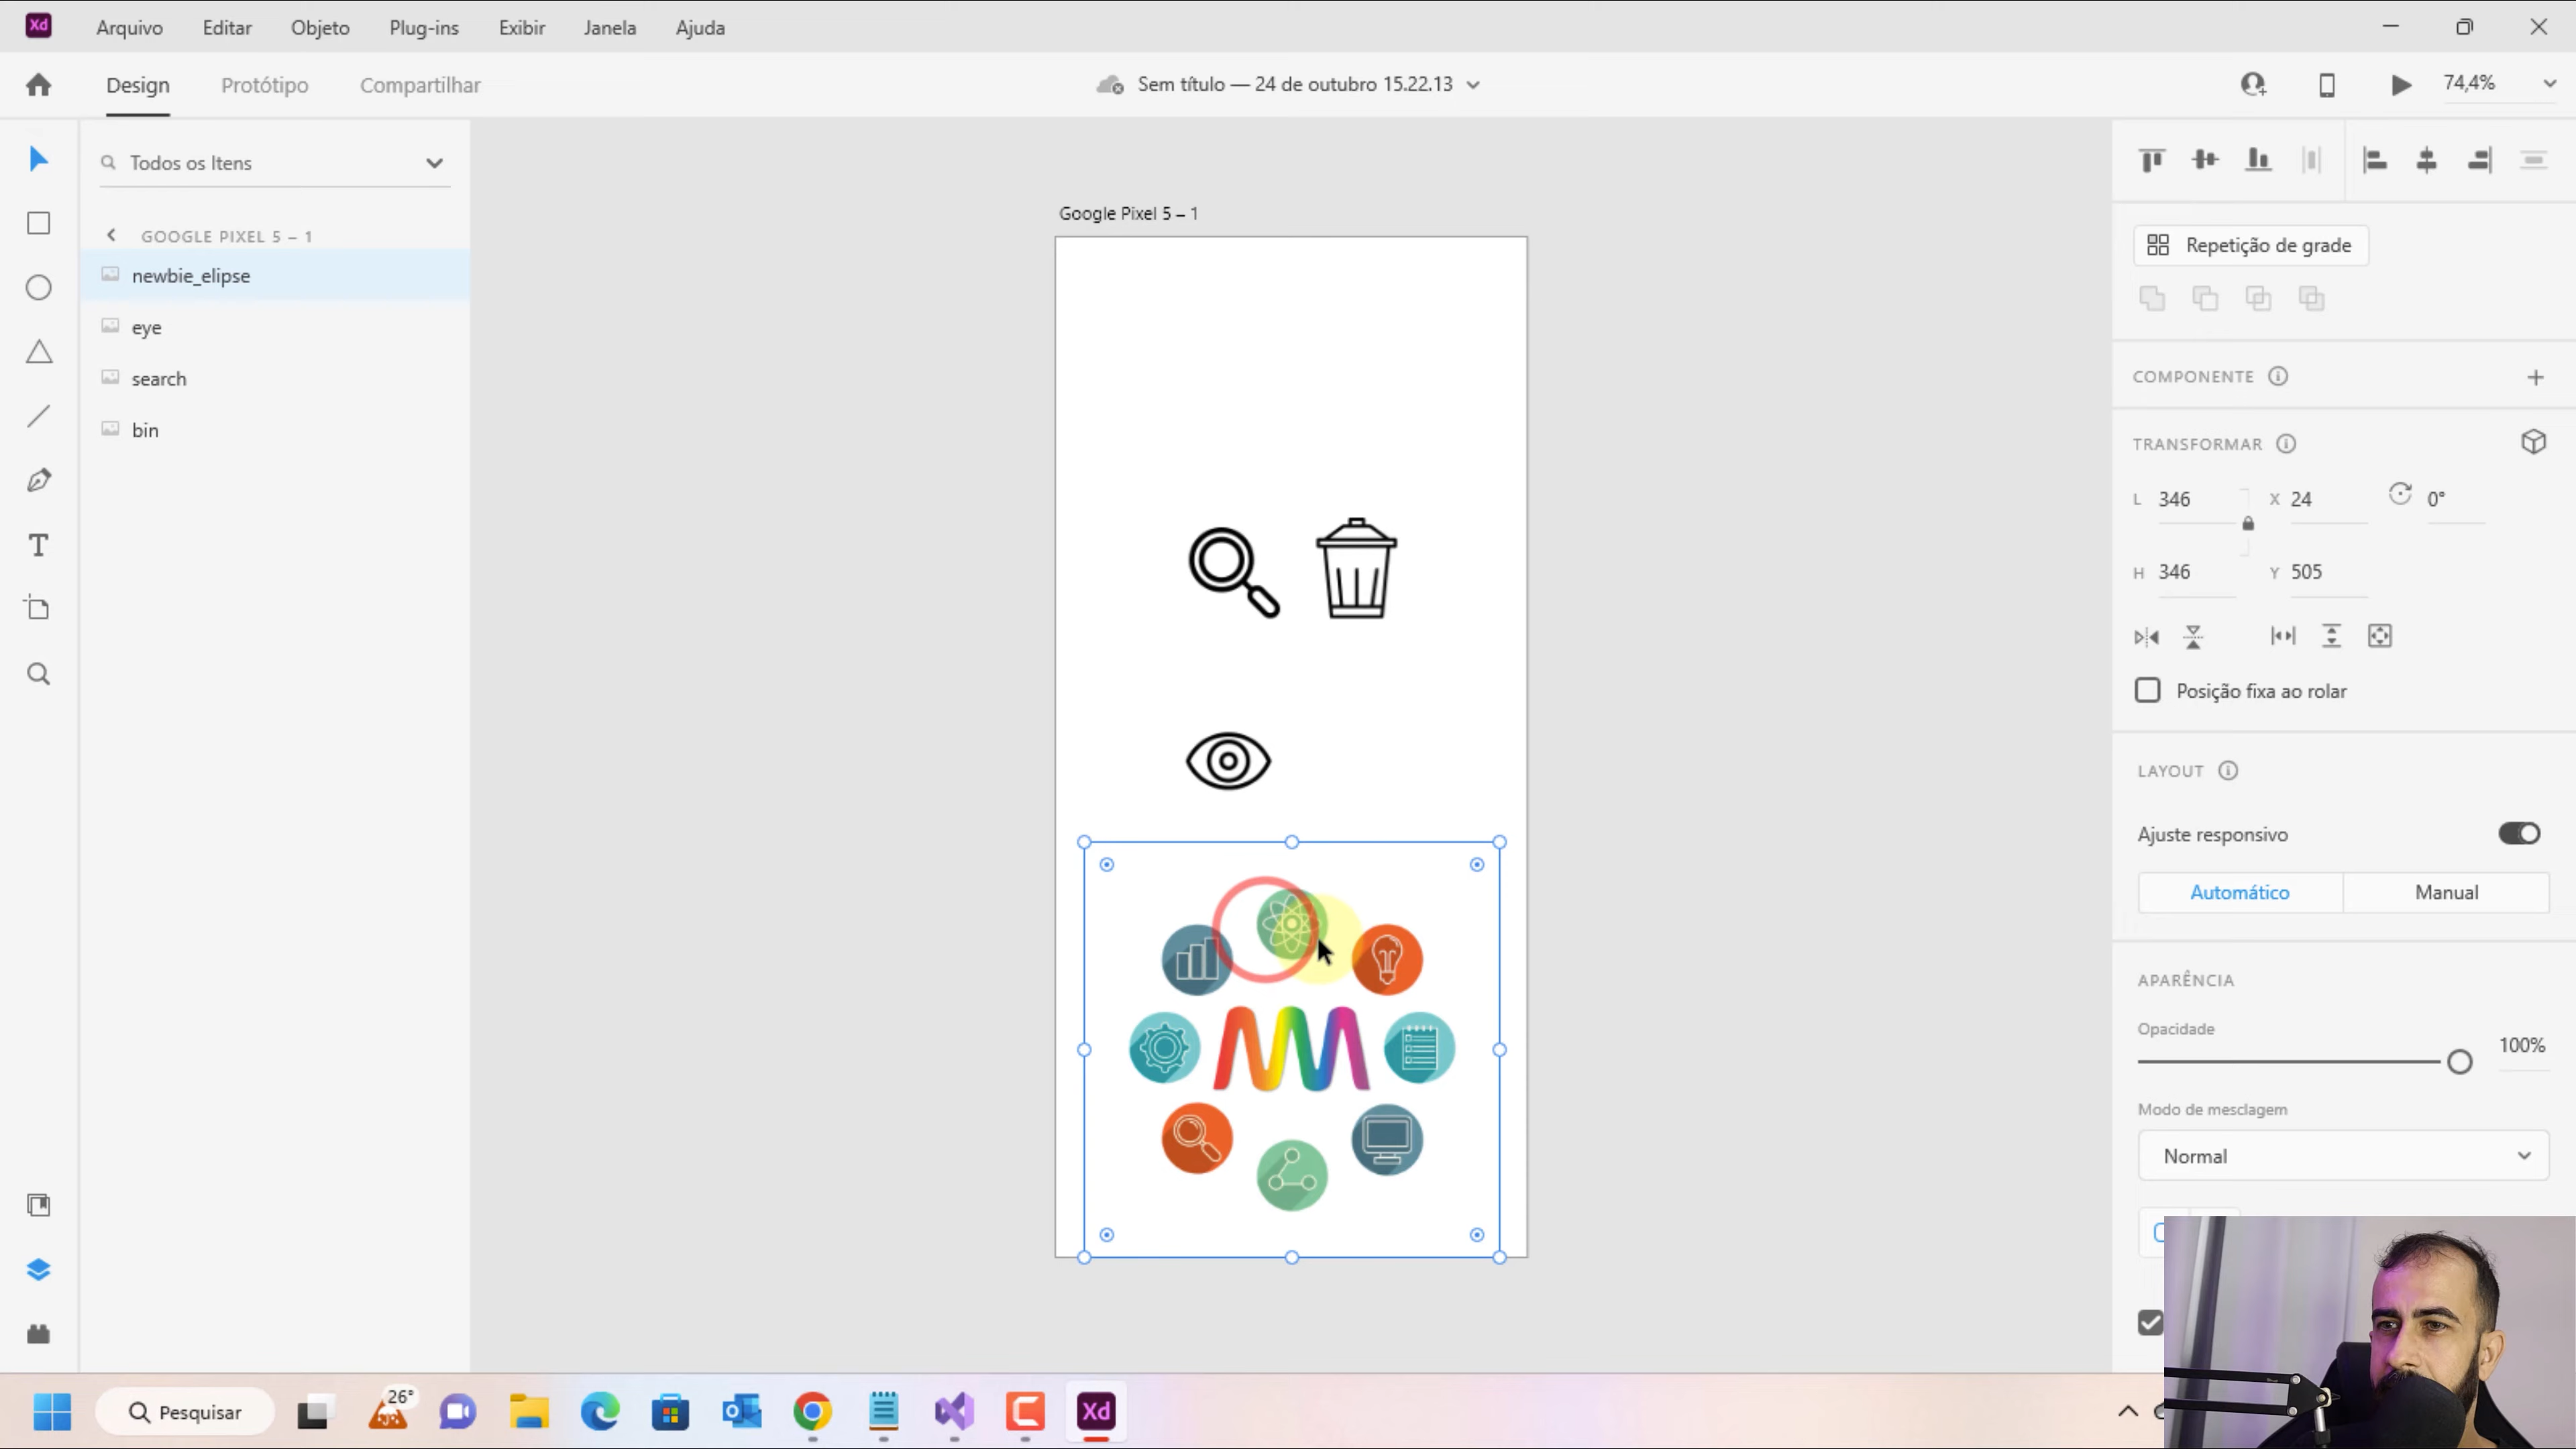 Xd Arquivo Editar Objeto Plug-ins Exibir Janela Ajuda
Design Protótipo Compartilhar Sem título — 24 de outubro 15.22.13 74,4%
Todos os Itens
GOOGLE PIXEL 5 – 1
newbie_elipse
eye
search
bin
Google Pixel 5 – 1
Repetição de grade
COMPONENTE
TRANSFORMAR
L 346 X 24 0°
H 346 Y 505
Posição fixa ao rolar
LAYOUT
Ajuste responsivo
Automático Manual
APARÊNCIA
Opacidade
100%
Modo de mesclagem
Normal
Pesquisar 26° Xd